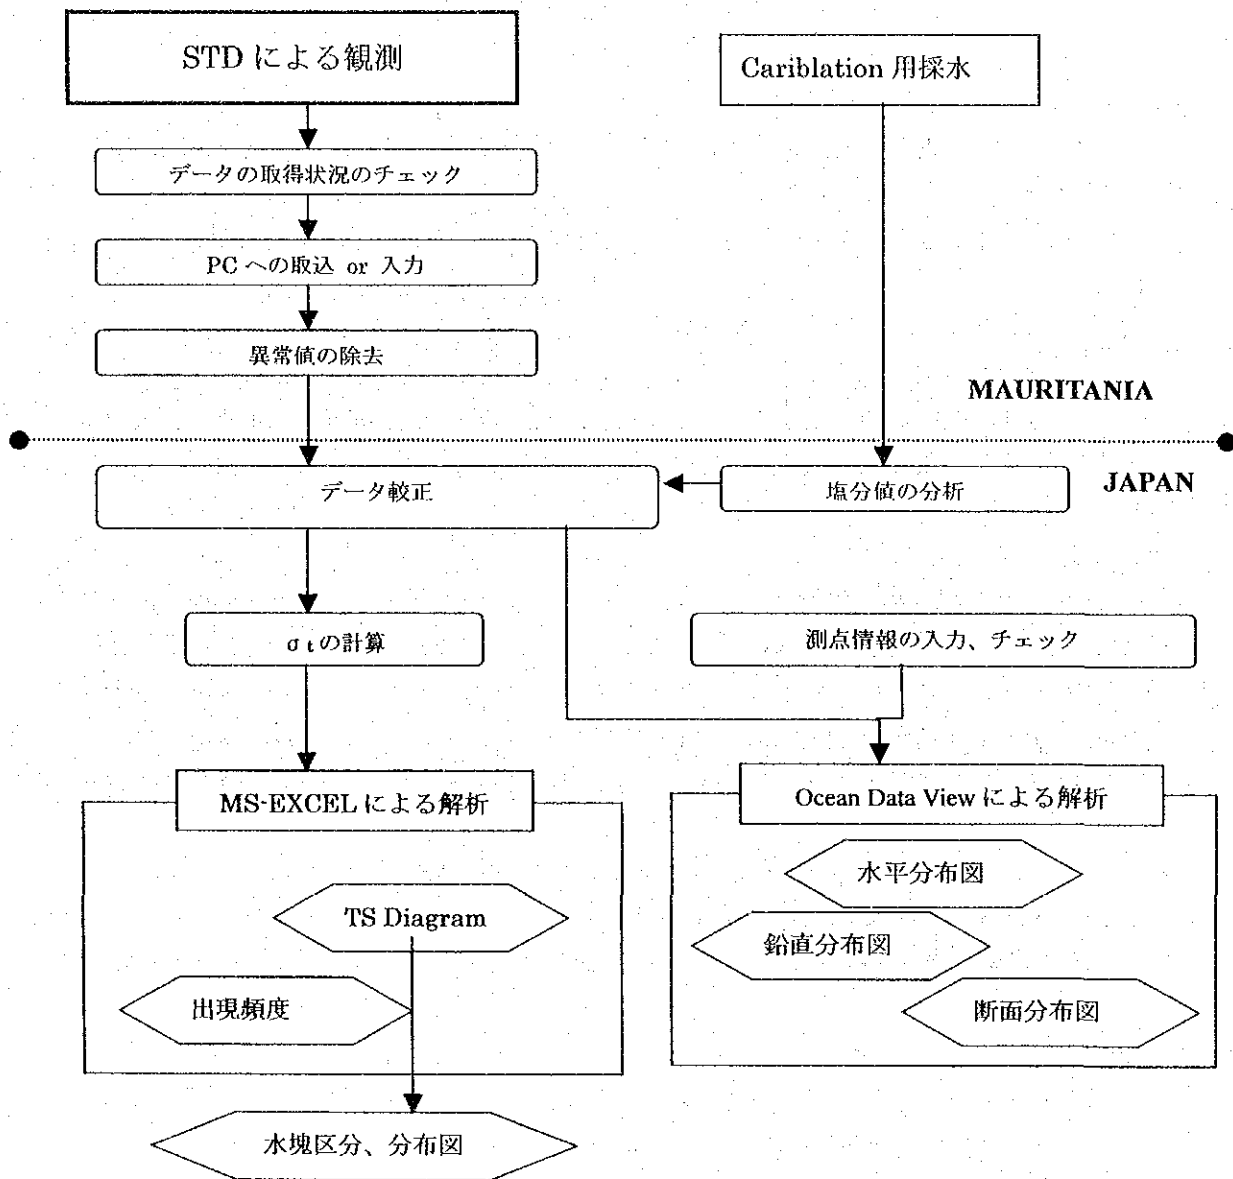 STD による観測
Cariblation 用採水
データの取得状況のチェック
PC への取込 or 入力
異常値の除去
MAURITANIA
データ較正
塩分値の分析
JAPAN
σt の計算
測点情報の入力、チェック
MS-EXCEL による解析
Ocean Data View による解析
水平分布図
TS Diagram
鉛直分布図
出現頻度
断面分布図
水塊区分、分布図